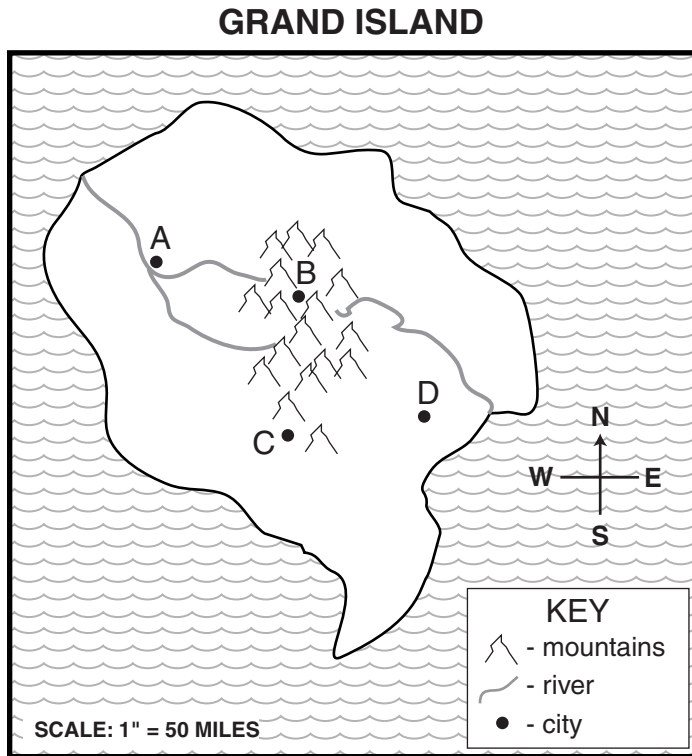 GRAND ISLAND
A
B
D
C
N
W E
S
KEY
- mountains
- river
- city
SCALE: 1" = 50 MILES